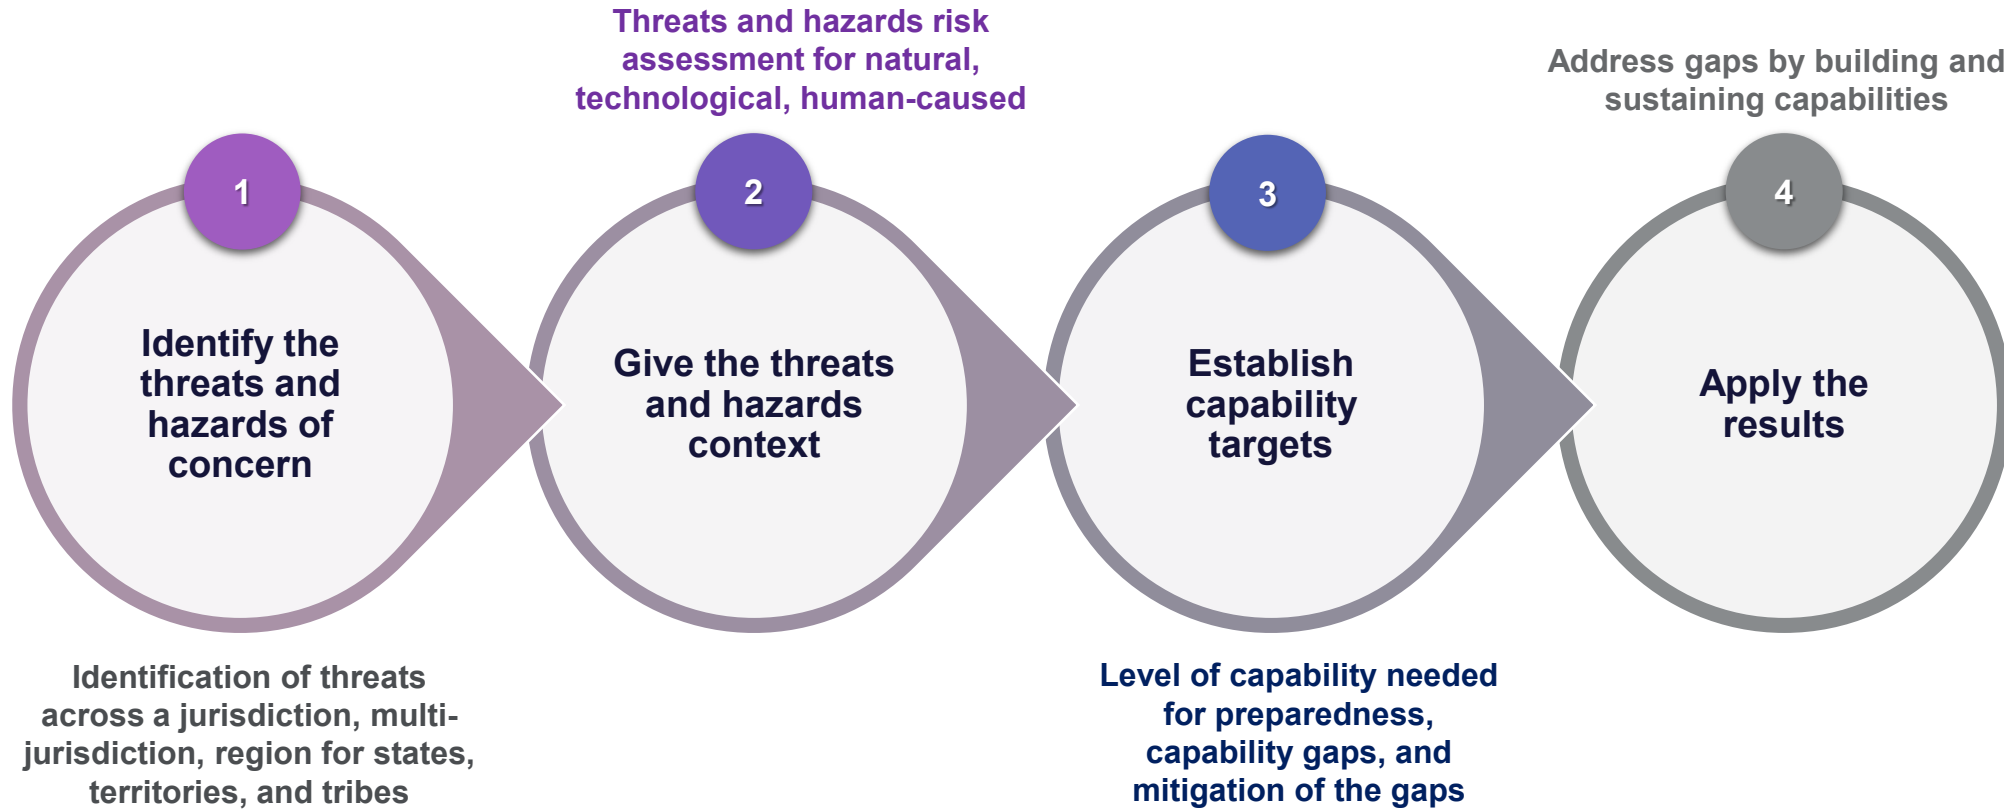 1
Identify the
threats and
hazards of
concern
Identification of threats
across a jurisdiction, multi-
jurisdiction, region for states,
territories, and tribes
Threats and hazards risk
assessment for natural,
technological, human-caused
2
Give the threats
and hazards
context
3
Establish
capability
targets
Level of capability needed
for preparedness,
capability gaps, and
mitigation of the gaps
Address gaps by building and
sustaining capabilities
4
Apply the
results